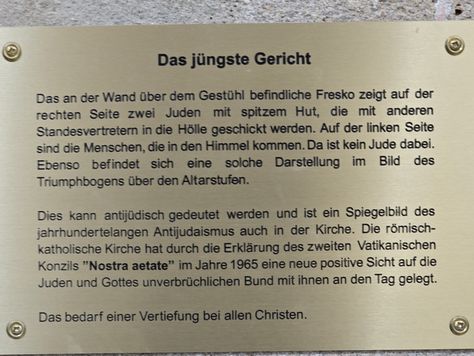 Das jüngste Gericht
Das an der Wand über dem Gestühl befindliche Fresko zeigt auf der
rechten Seite zwei Juden mit spitzem Hut, die mit anderen
Standesvertretern in die Hölle geschickt werden. Auf der linken Seite
sind die Menschen, die in den Himmel kommen. Da ist kein Jude dabei.
Ebenso befindet sich eine solche Darstellung im Bild des
Triumphbogens über den Altarstufen.
Dies kann antijüdisch gedeutet werden und ist ein Spiegelbild des
jahrhundertelangen Antijudaismus auch in der Kirche. Die römisch-
katholische Kirche hat durch die Erklärung des zweiten Vatikanischen
Konzils "Nostra aetate" im Jahre 1965 eine neue positive Sicht auf die
Juden und Gottes unverbrüchlichen Bund mit ihnen an den Tag gelegt.
Das bedarf einer Vertiefung bei allen Christen.